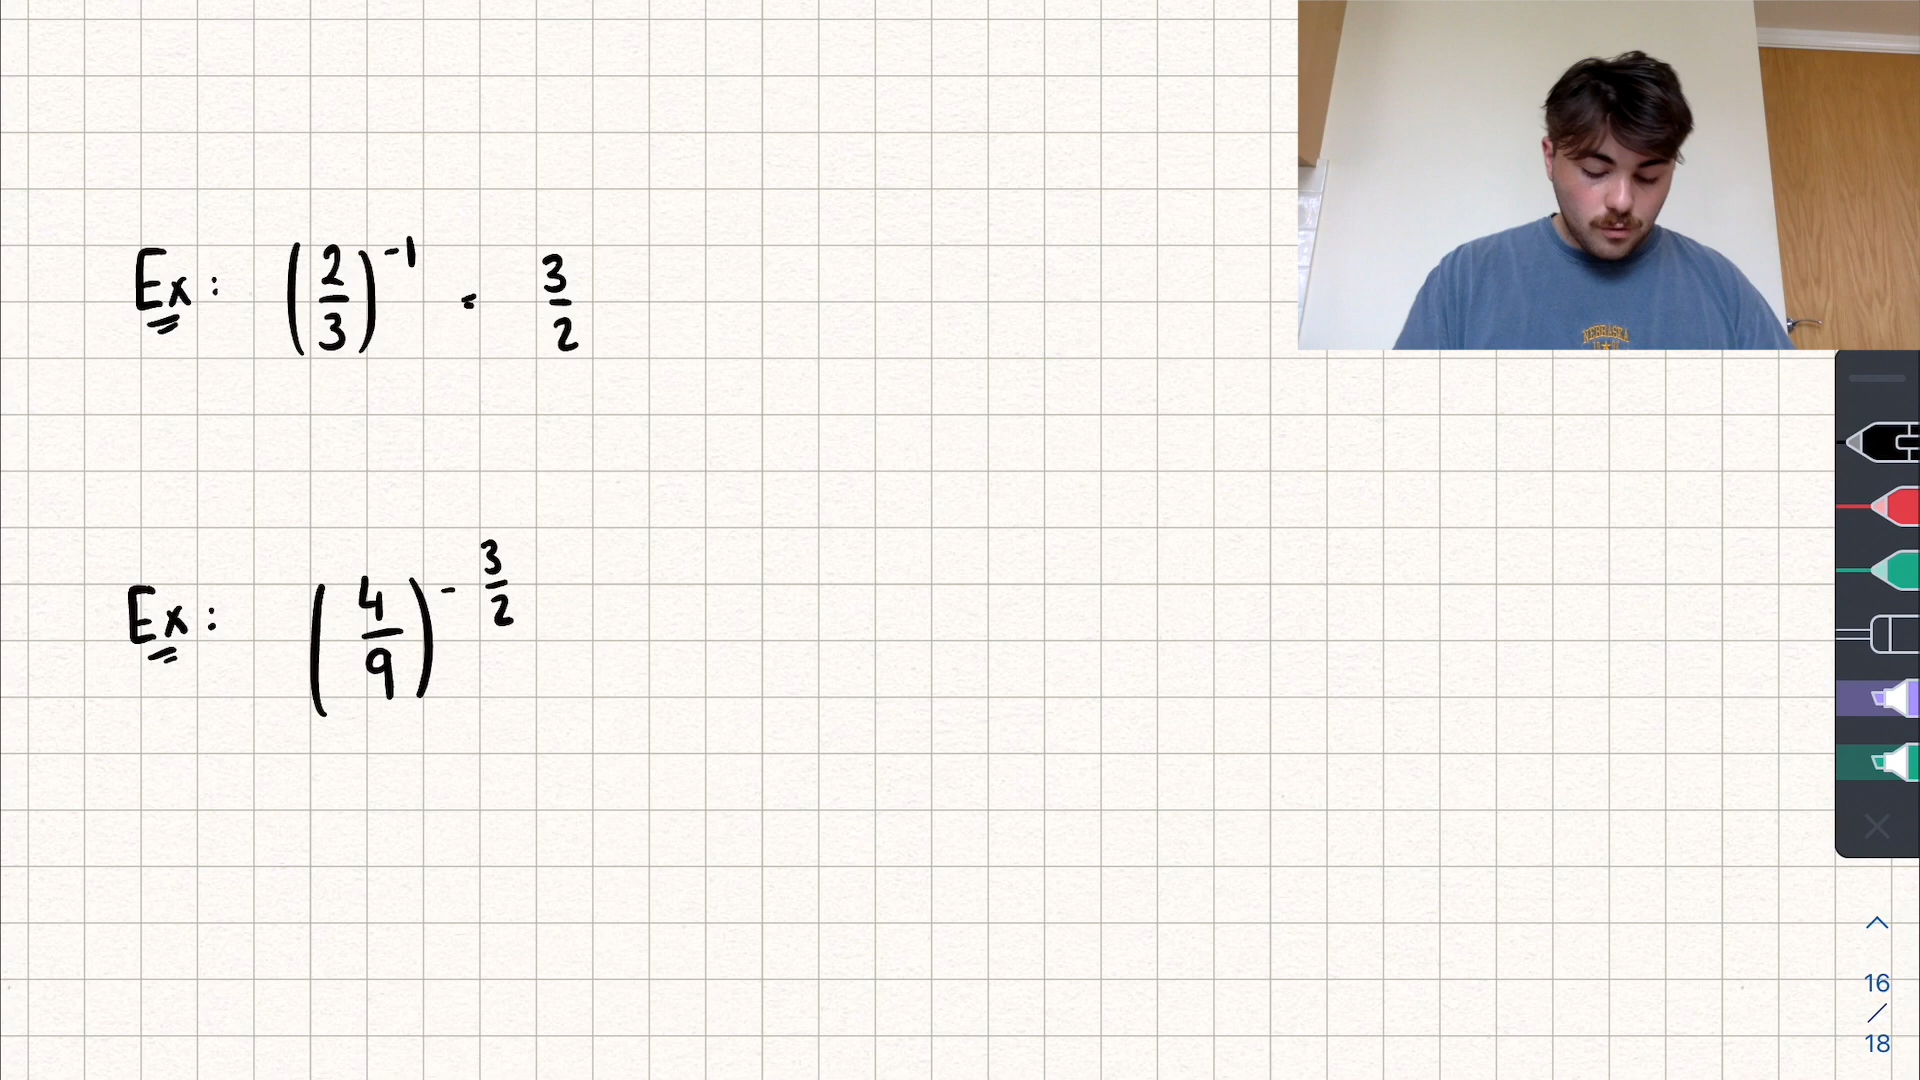 Ex: (2/3)^-1 = 3/2
Ex: (4/9)^-3/2
NEBRASKA
16
/
18